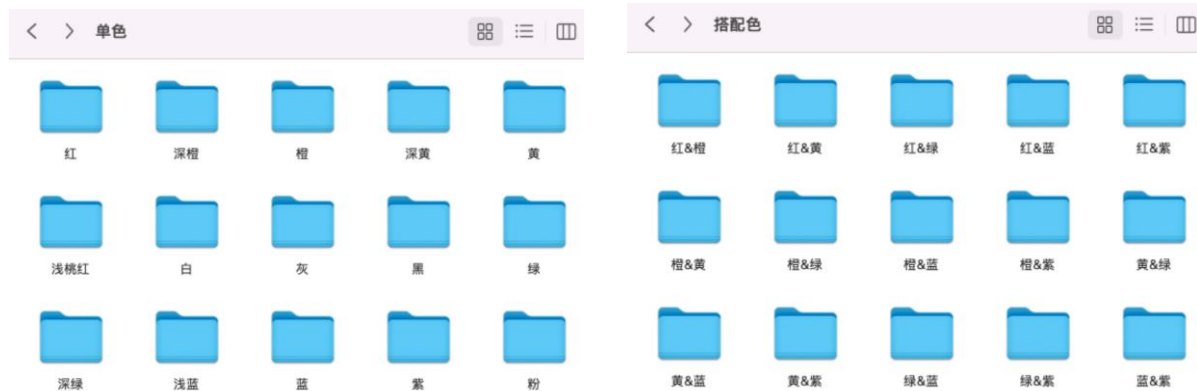 单色
红 深橙 橙 深黄 黄
浅桃红 白 灰 黑 绿
深绿 浅蓝 蓝 紫 粉
搭配色
红&橙 红&黄 红&绿 红&蓝 红&紫
橙&黄 橙&绿 橙&蓝 橙&紫 黄&绿
黄&蓝 黄&紫 绿&蓝 绿&紫 蓝&紫